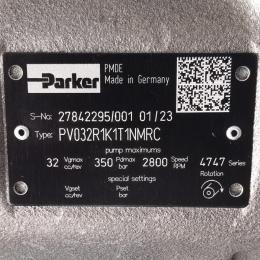 Parker
PMDE
Made in Germany
S-No: 27842295/001 01/23
Type: PV032R1K1T1NMRC
pump maximums
32 Vgmax cc/rev 350 Pdmax bar 2800 Speed RPM 4747 Series
Rotation
special settings
Vgset cc/rev Pset bar